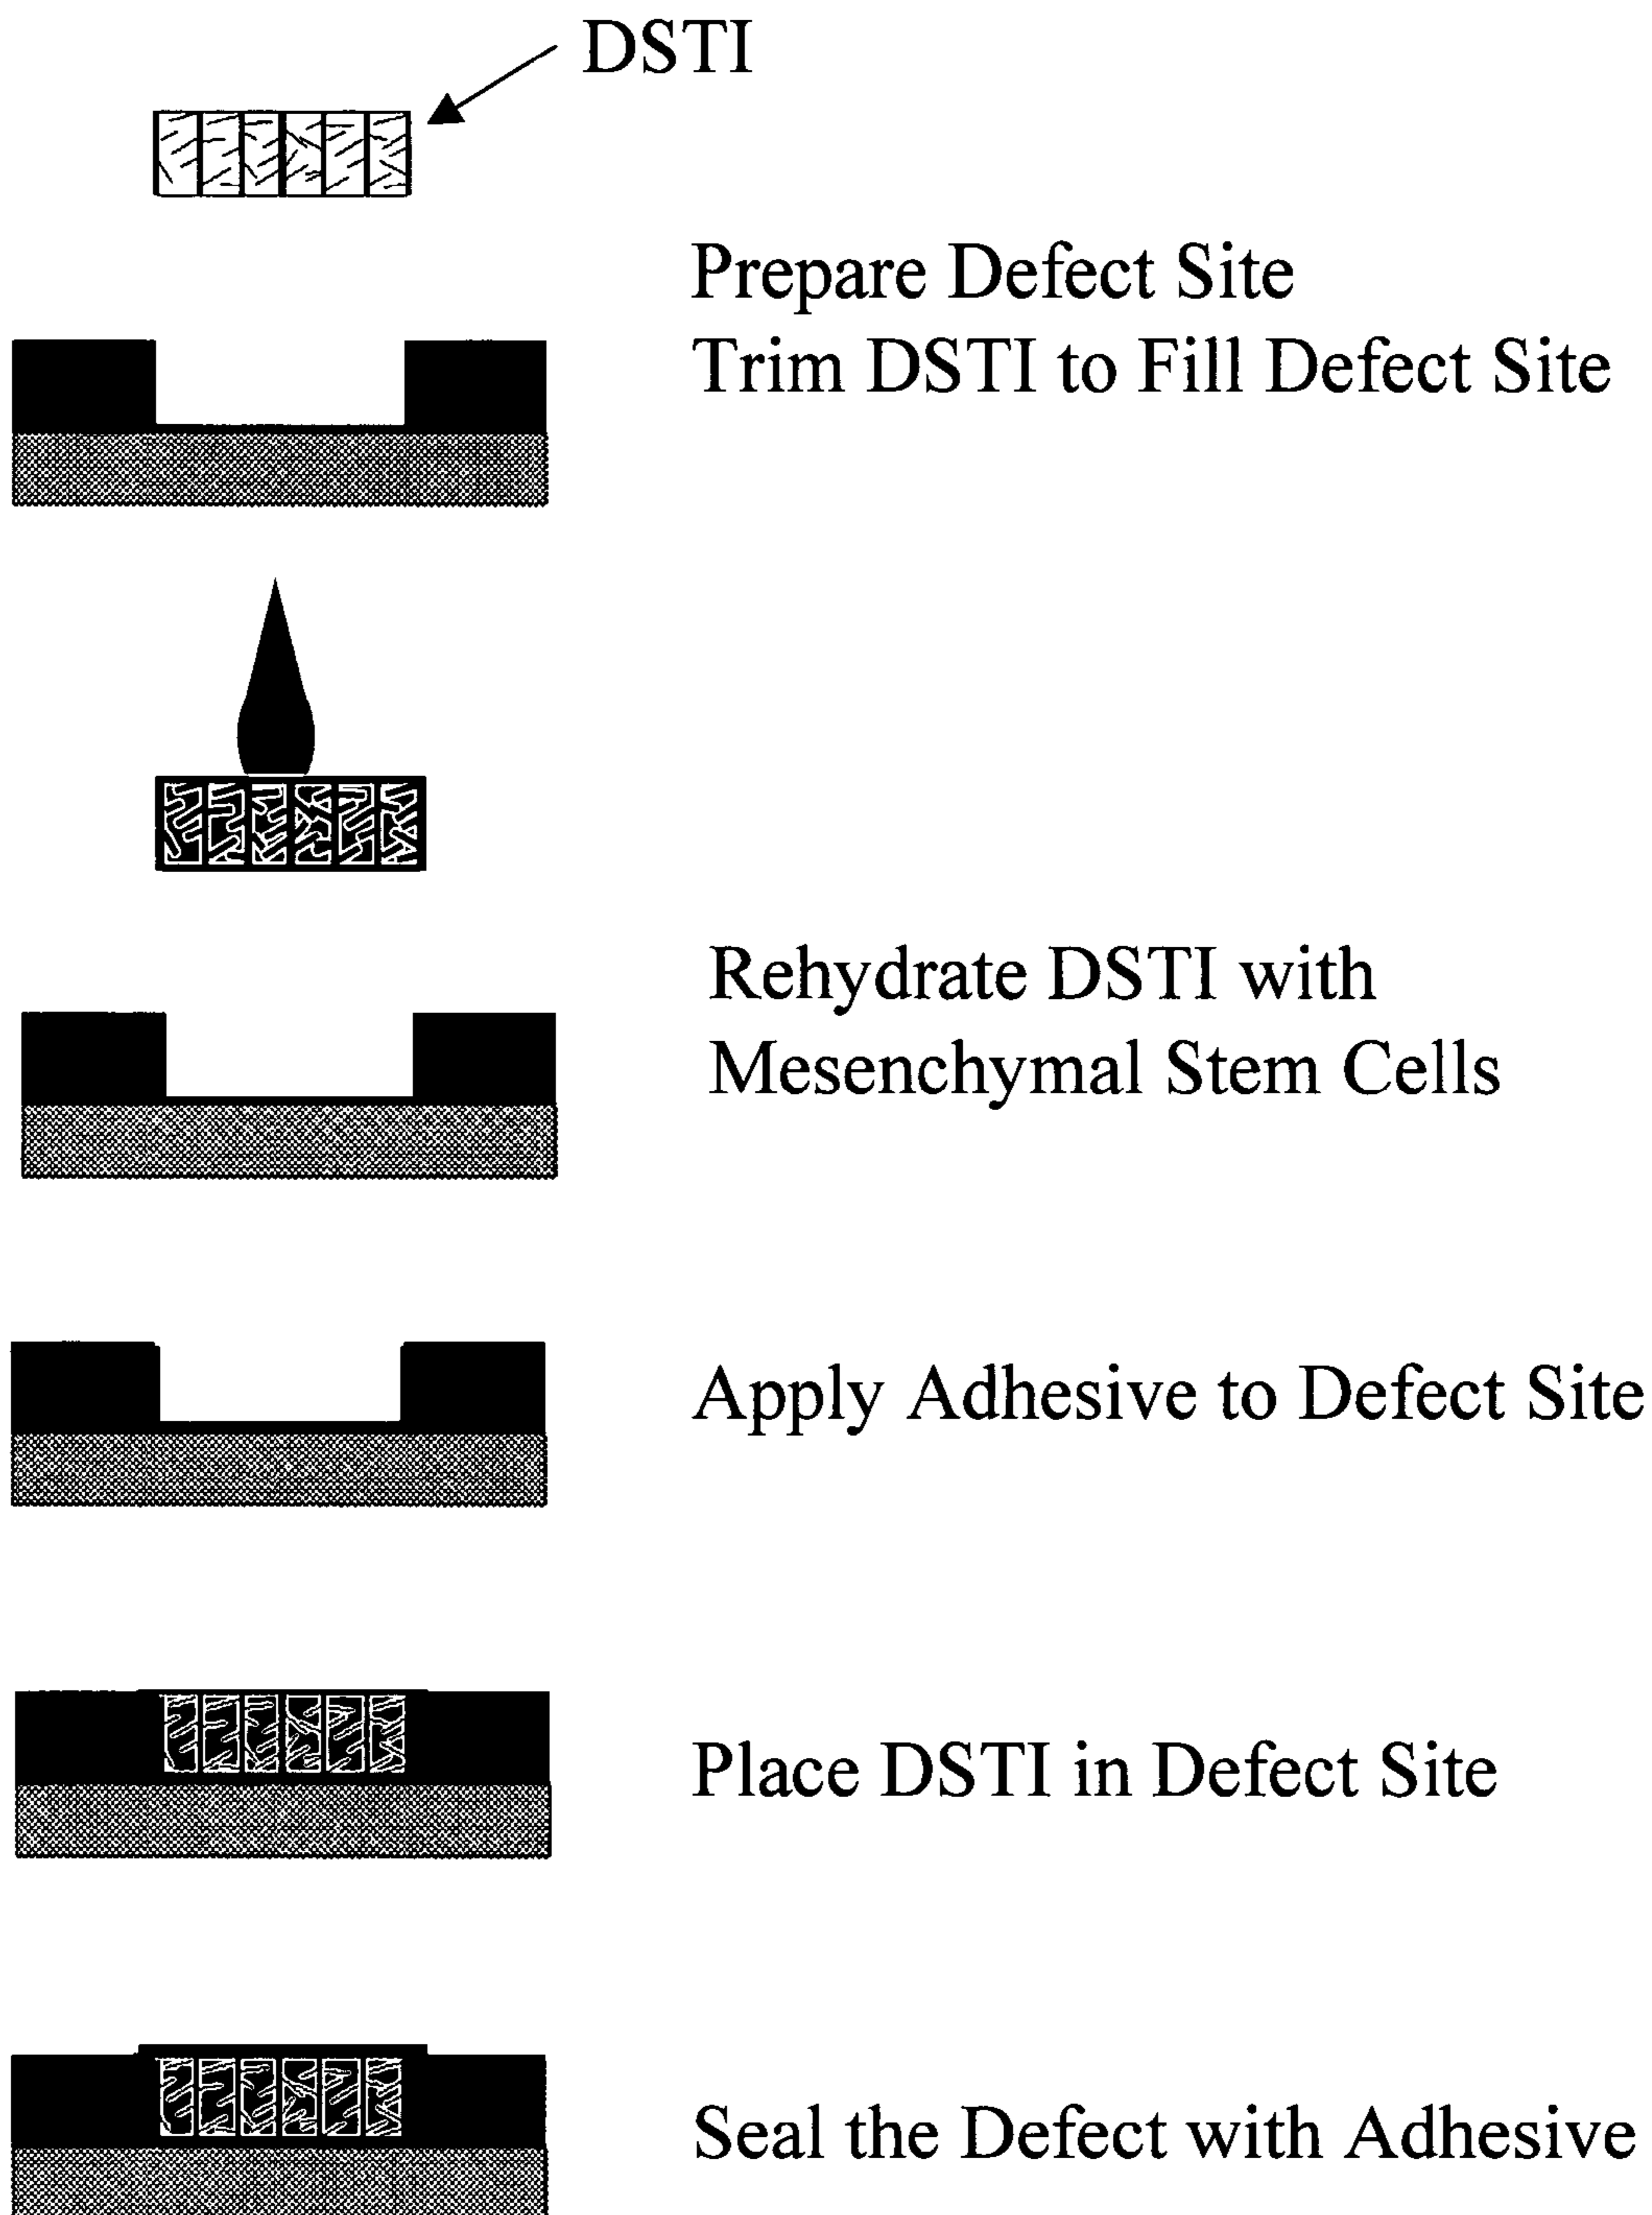 DSTI
Prepare Defect Site
Trim DSTI to Fill Defect Site
Rehydrate DSTI with
Mesenchymal Stem Cells
Apply Adhesive to Defect Site
Place DSTI in Defect Site
Seal the Defect with Adhesive